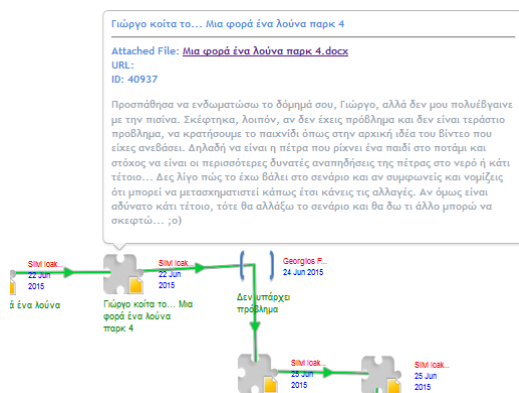 Γιώργο κοίτα το... Μια φορά ένα λούνα παρκ 4
Attached File: Μια φορά ένα λούνα παρκ 4.docx
URL:
ID: 40937
Προσπάθησα να ενδωματώσω το δόμημά σου, Γιώργο, αλλά δεν μου πολυέβγαινε
με την πισίνα. Σκέφτηκα, λοιπόν, αν δεν έχεις πρόβλημα και δεν είναι τεράστιο
προβλημα, να κρατήσουμε το παιχνίδι όπως στην αρχική ιδέα του βίντεο που
είχες ανεβάσει. Δηλαδή να είναι η πέτρα που ρίχνει ένα παιδί στο ποτάμι και
στόχος να είναι οι περισσότερες δυνατές αναπηδήσεις της πέτρας στο νερό ή κάτι
τέτοιο... Δες λίγο πώς το έχω βάλει στο σενάριο και αν συμφωνείς και νομίζεις
ότι μπορεί να μετασχηματιστεί κάπως έτσι κάνεις τις αλλαγές. Αν όμως είναι
αδύνατο κάτι τέτοιο, τότε θα αλλάξω το σενάριο και θα δω τι άλλο μπορώ να
σκεφτώ... ;ο)
Silvi Ioak...
22 Jun
2015
ά ένα λούνα
Silvi Ioak...
22 Jun
2015
Γιώργο κοίτα το... Μια
φορά ένα λούνα
παρκ 4
Georgios P...
24 Jun 2015
Δεν υπάρχει
πρόβλημα
Silvi Ioak...
25 Jun
2015
Silvi Ioak...
25 Jun
2015